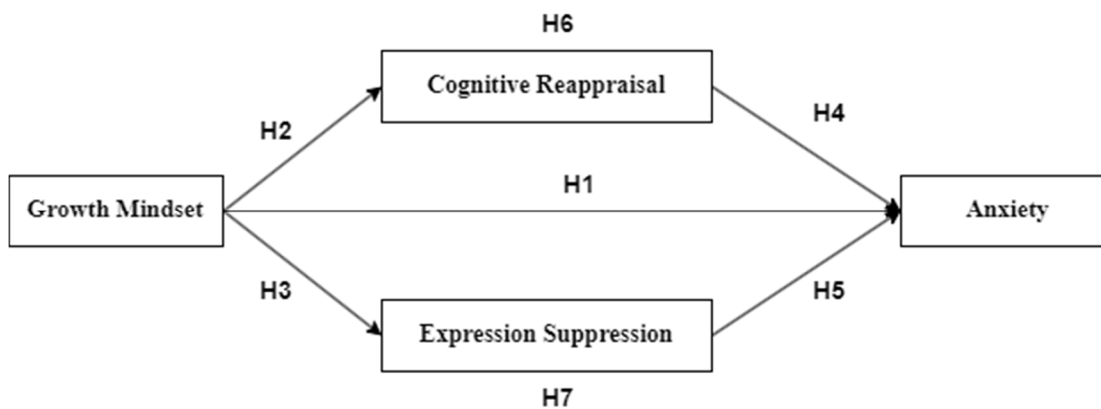 H6
Cognitive Reappraisal
H2
H4
H1
Growth Mindset
Anxiety
H3
H5
Expression Suppression
H7